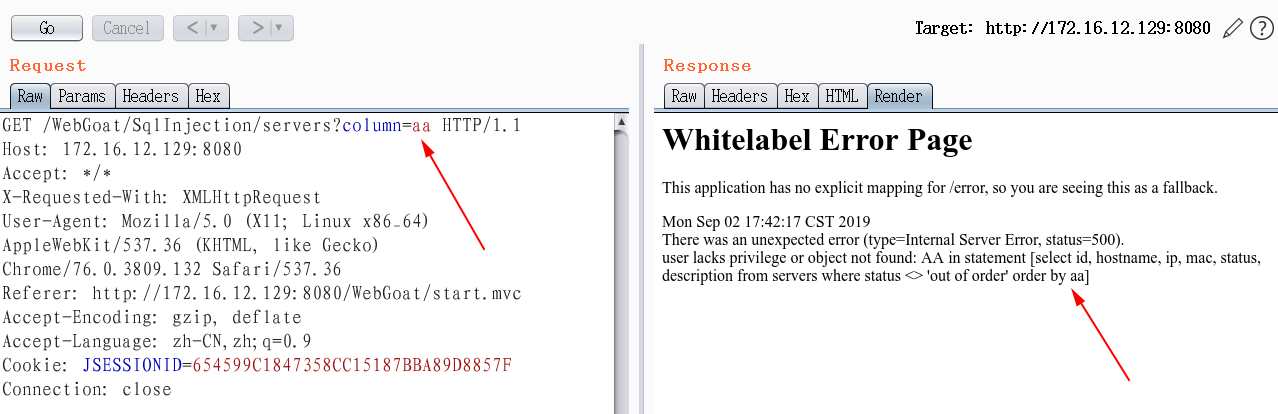 Go
Cancel
<
>
Target: http://172.16.12.129:8080
?
Request
Raw
Params
Headers
Hex
GET /WebGoat/SqlInjection/servers?column=aa HTTP/1.1
Host: 172.16.12.129:8080
Accept: */*
X-Requested-With: XMLHttpRequest
User-Agent: Mozilla/5.0 (X11; Linux x86_64)
AppleWebKit/537.36 (KHTML, like Gecko)
Chrome/76.0.3809.132 Safari/537.36
Referer: http://172.16.12.129:8080/WebGoat/start.mvc
Accept-Encoding: gzip, deflate
Accept-Language: zh-CN,zh;q=0.9
Cookie: JSESSIONID=654599C1847358CC15187BBA89D8857F
Connection: close
Response
Raw
Headers
Hex
HTML
Render
Whitelabel Error Page
This application has no explicit mapping for /error, so you are seeing this as a fallback.
Mon Sep 02 17:42:17 CST 2019
There was an unexpected error (type=Internal Server Error, status=500).
user lacks privilege or object not found: AA in statement [select id, hostname, ip, mac, status,
description from servers where status <> 'out of order' order by aa]